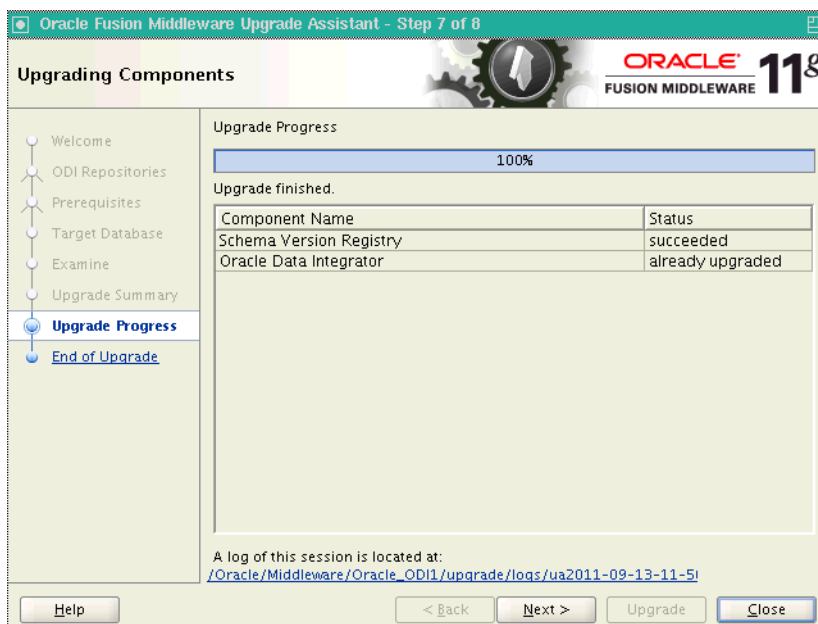 Oracle Fusion Middleware Upgrade Assistant - Step 7 of 8
Upgrading Components
ORACLE 11g
FUSION MIDDLEWARE
Welcome
ODI Repositories
Prerequisites
Target Database
Examine
Upgrade Summary
Upgrade Progress
End of Upgrade
Upgrade Progress
100%
Upgrade finished.
Component Name Status
Schema Version Registry succeeded
Oracle Data Integrator already upgraded
A log of this session is located at:
/Oracle/Middleware/Oracle_ODI1/upgrade/logs/ua2011-09-13-11-5
Help < Back Next > Upgrade Close